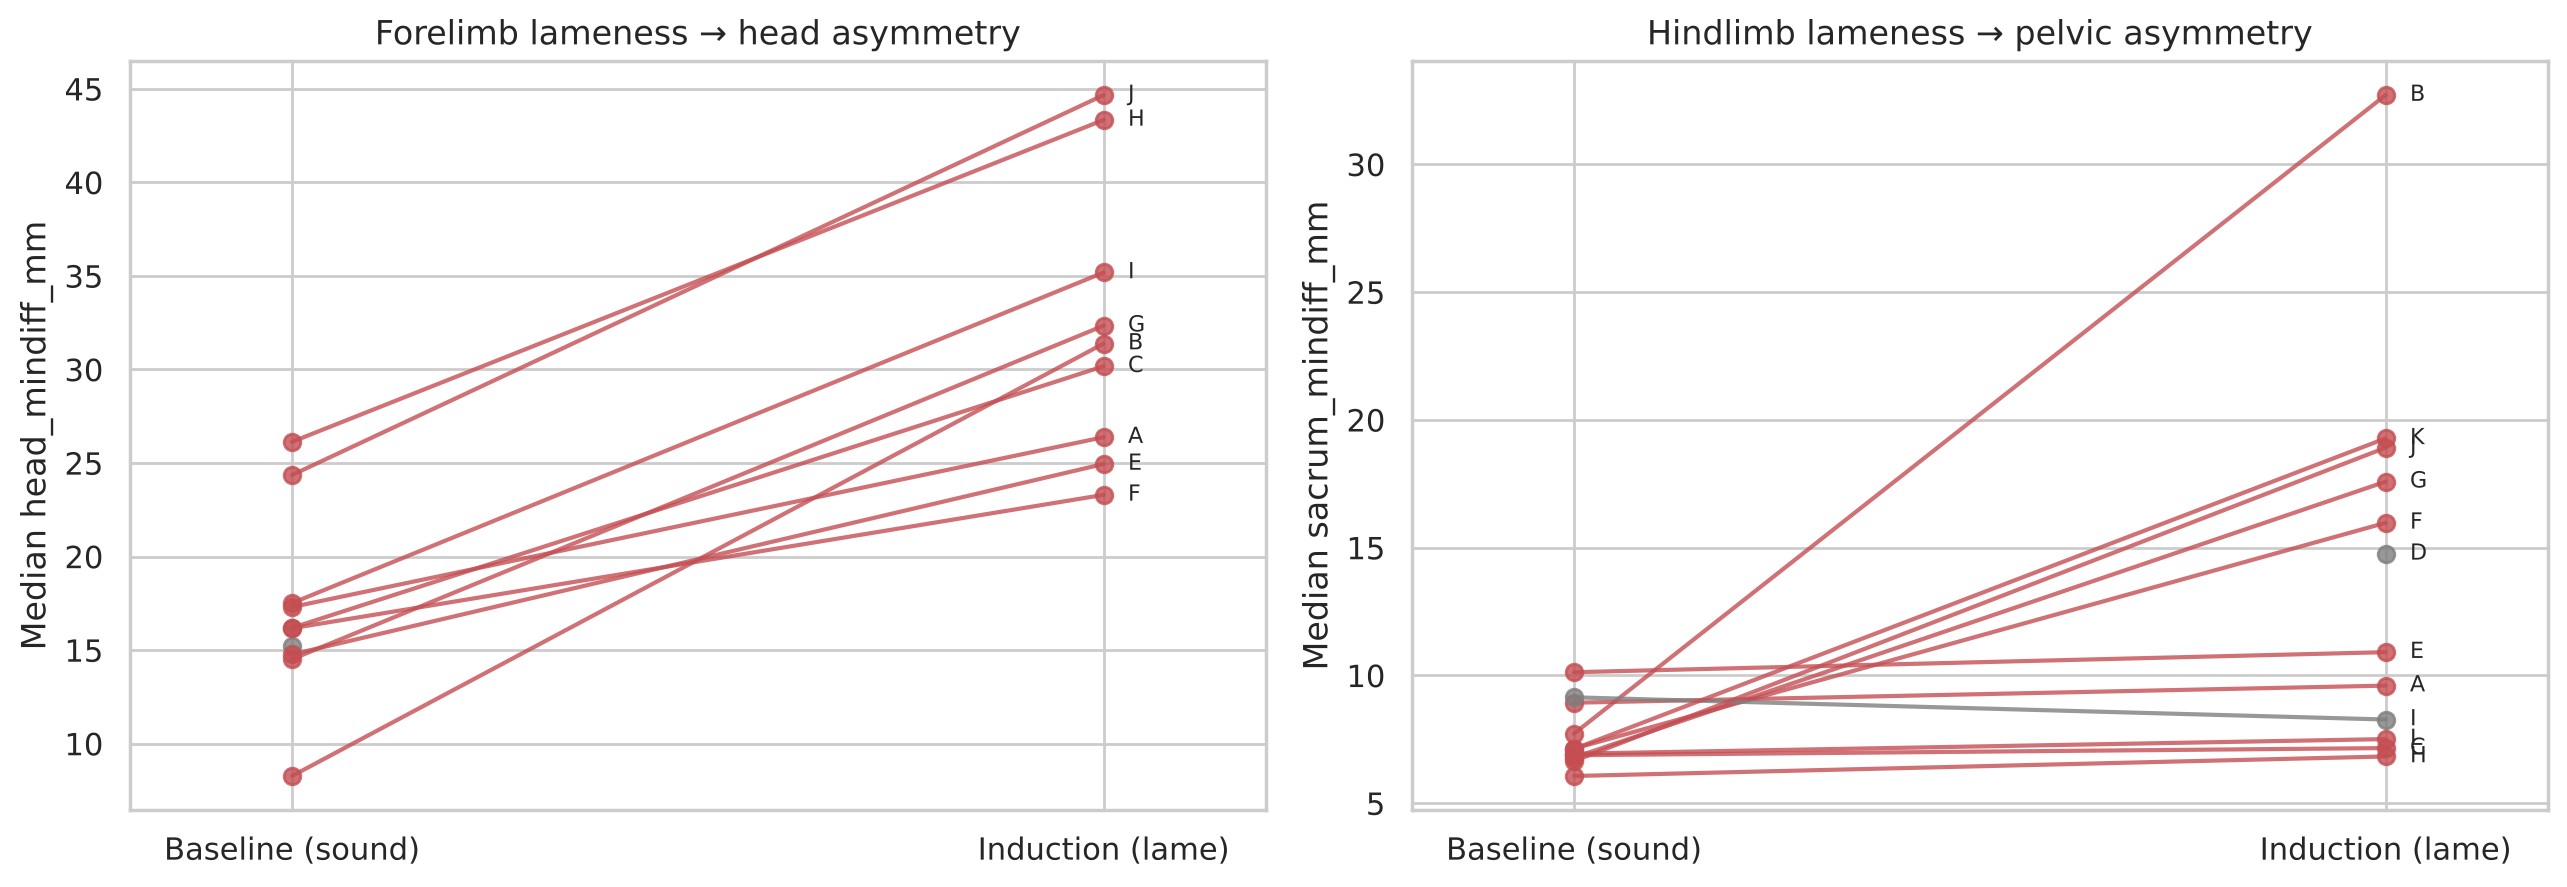 Forelimb lameness → head asymmetry
Median head_mindiff_mm
45
40
35
30
25
20
15
10
J
H
I
G
B
C
A
E
F
Baseline (sound)
Induction (lame)
Hindlimb lameness → pelvic asymmetry
Median sacrum_mindiff_mm
30
25
20
15
10
5
B
K
J
G
F
D
E
A
I
L
C
H
Baseline (sound)
Induction (lame)